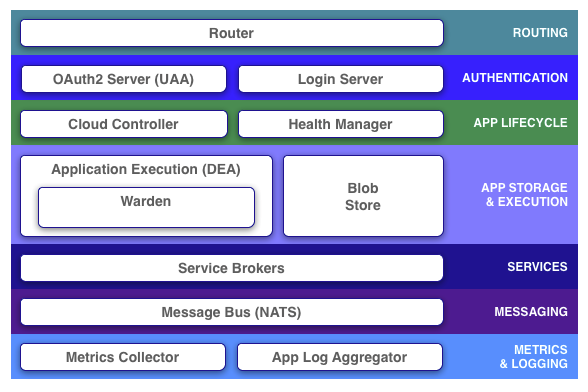 Router
ROUTING
OAuth2 Server (UAA)
Login Server
AUTHENTICATION
Cloud Controller
Health Manager
APP LIFECYCLE
Application Execution (DEA)
Warden
Blob
Store
APP STORAGE
& EXECUTION
Service Brokers
SERVICES
Message Bus (NATS)
MESSAGING
Metrics Collector
App Log Aggregator
METRICS
& LOGGING